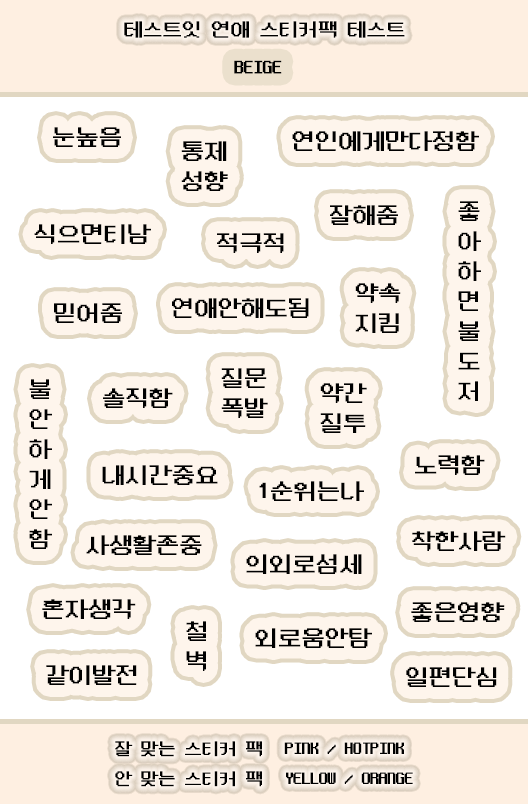 테스트잇 연애 스티커팩 테스트
BEIGE
눈높음
통제
성향
연인에게만다정함
잘해줌
좋아하면불도저
식으면티남
적극적
믿어줌
연애안해도됨
약속
지킴
불안하게안함
솔직함
질문
폭발
약간
질투
내시간중요
1순위는나
노력함
사생활존중
의외로섬세
착한사람
혼자생각
철벽
외로움안탐
좋은영향
같이발전
일편단심
잘 맞는 스티커 팩 PINK / HOTPINK
안 맞는 스티커 팩 YELLOW / ORANGE